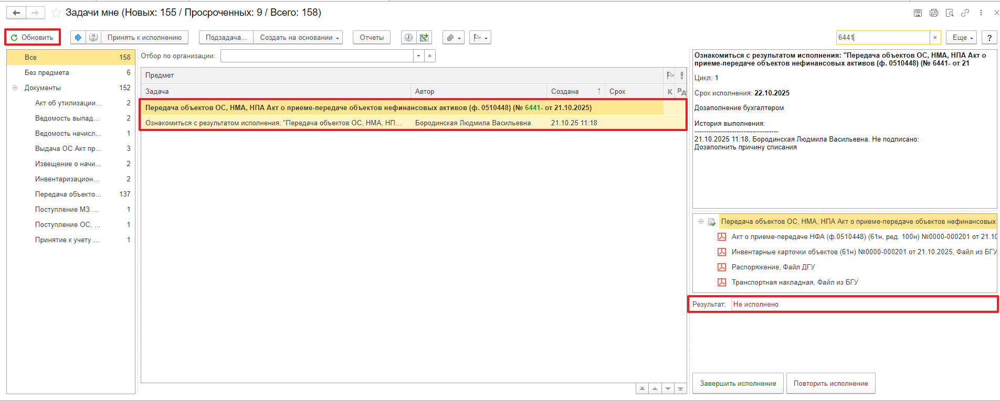 Задачи мне (Новых: 155 / Просроченных: 9 / Всего: 158)
Обновить
Принять к исполнению
Подзадача...
Создать на основании
Отчеты
6441
×
Еще
?
Все 158
Без предмета 6
Документы 152
Акт об утилизации... 2
Ведомость выпад... 2
Ведомость начисл... 1
Выдача ОС Акт пр... 3
Извещение о начи... 2
Инвентаризацион... 2
Передача объекто... 137
Поступление МЗ ... 1
Поступление ОС, ... 1
Принятие к учету ... 1
Отбор по организации:
×
Предмет
Задача Автор Создана ↑ Срок К Рд
Передача объектов ОС, НМА, НПА Акт о приеме-передаче объектов нефинансовых активов (ф. 0510448) (№ 6441- от 21.10.2025)
Ознакомиться с результатом исполнения: "Передача объектов ОС, НМА, НП... Бородинская Людмила Васильевна 21.10.25 11:18
Ознакомиться с результатом исполнения: "Передача объектов ОС, НМА, НПА Акт о
приеме-передаче объектов нефинансовых активов (ф. 0510448) (№ 6441- от 21
Цикл: 1
Срок исполнения: 22.10.2025
Дозаполнение бухгалтером
История выполнения:
------------------------------------
21.10.2025 11:18, Бородинская Людмила Васильевна. Не подписано:
Дозаполнить причину списания
Передача объектов ОС, НМА, НПА Акт о приеме-передаче объектов нефинансовых
Акт о приеме-передаче НФА (ф.0510448) (61н, ред. 100н) №0000-000201 от 21.10
Инвентарные карточки объектов (61н) №0000-000201 от 21.10.2025, Файл из БГУ
Распоряжение, Файл ДГУ
Транспортная накладная, Файл из БГУ
Результат: Не исполнено
Завершить исполнение
Повторить исполнение